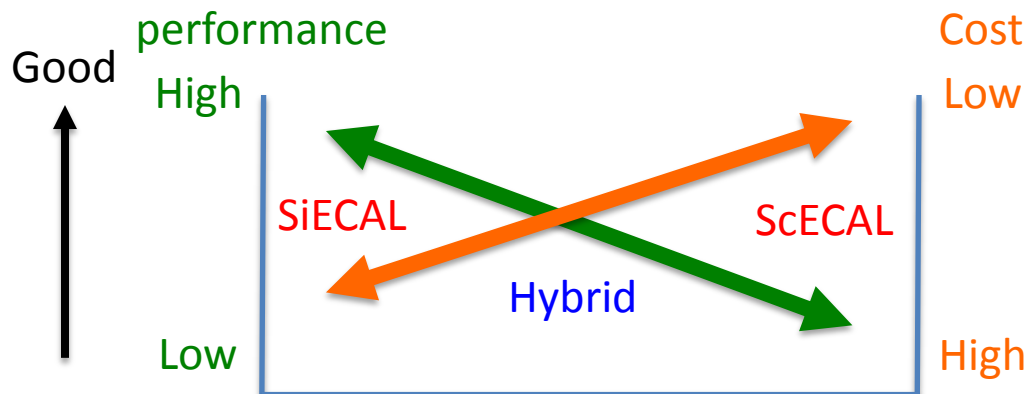 performance
Cost
Good
High
Low
SiECAL
ScECAL
Hybrid
Low
High